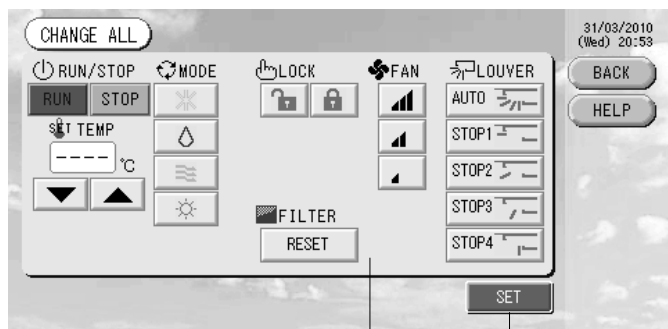 CHANGE ALL
31/03/2010
(Wed) 20:53
RUN/STOP
MODE
LOCK
FAN
LOUVER
BACK
RUN
STOP
AUTO
HELP
SET TEMP
STOP1
---- °C
STOP2
FILTER
STOP3
RESET
STOP4
SET